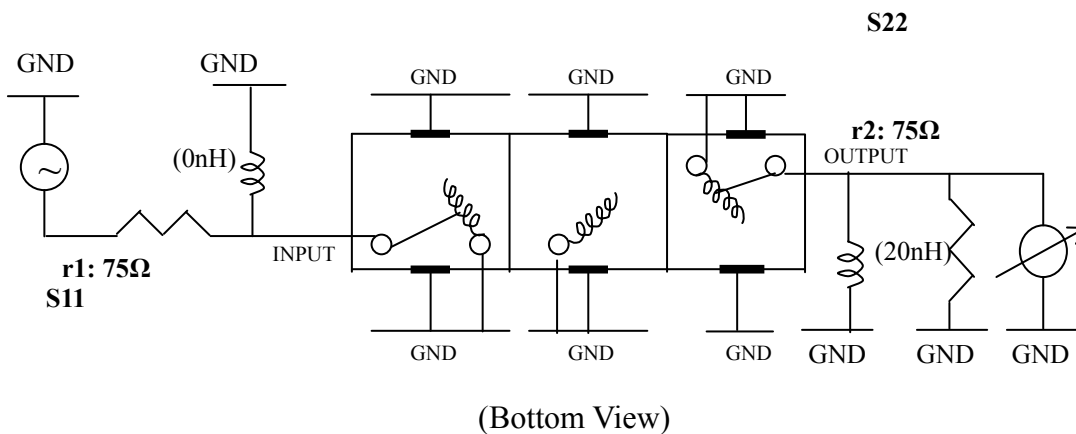 S22
GND
GND
GND
GND
GND
r2: 75Ω
OUTPUT
(0nH)
INPUT
(20nH)
r1: 75Ω
S11
GND
GND
GND
GND
GND
GND
(Bottom View)